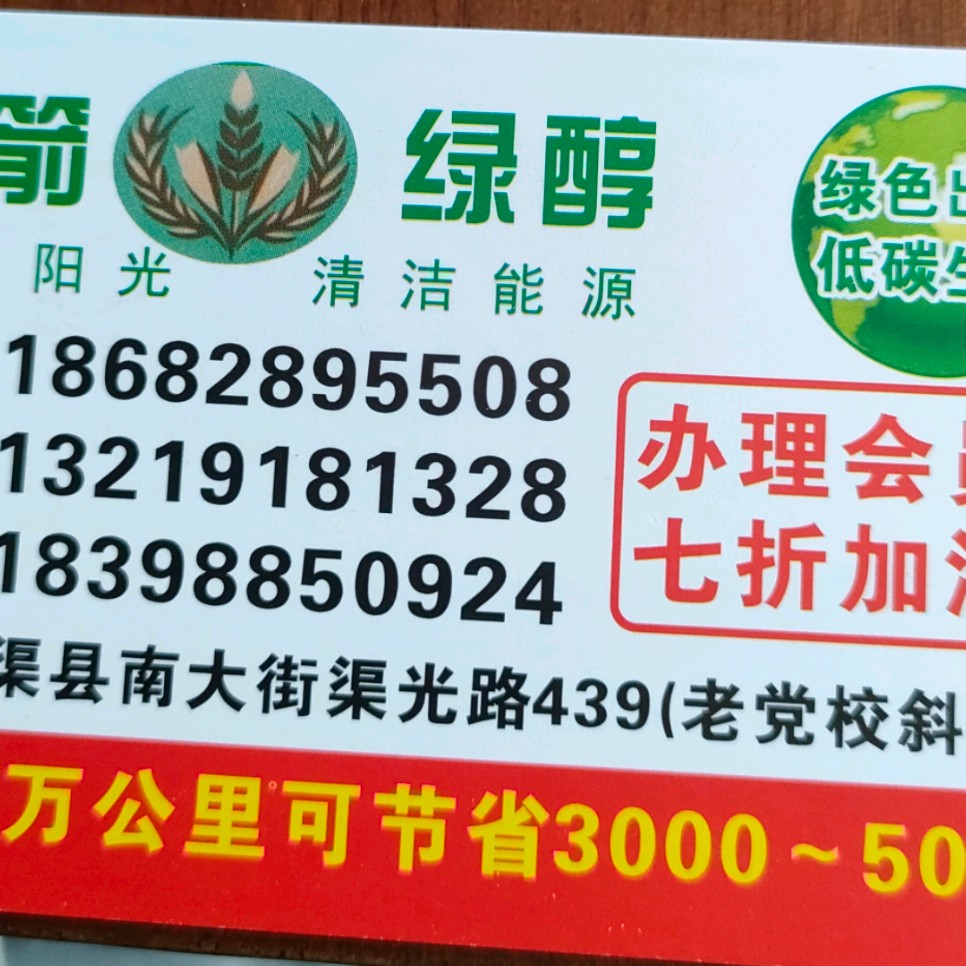 箭 绿醇
阳光 清洁能源
绿色出
低碳生
18682895508
13219181328
18398850924
办理会员
七折加
渠县南大街渠光路439(老党校斜
万公里可节省3000~50